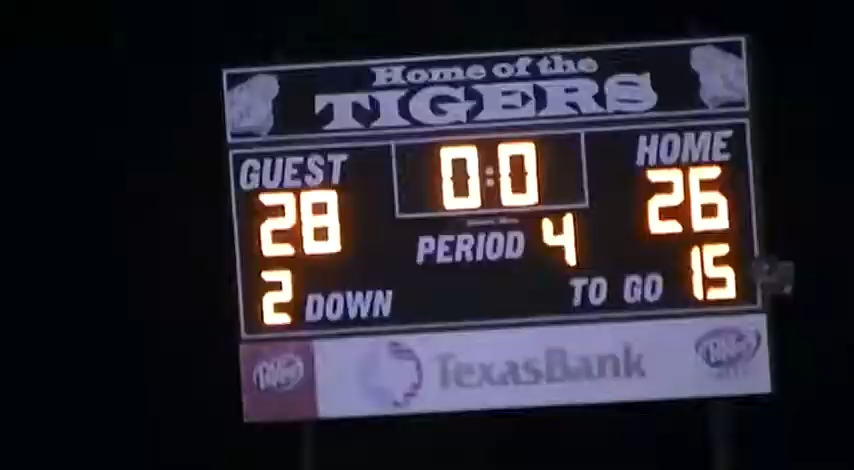 Home of the
TIGERS
GUEST
0:0
HOME
28
26
PERIOD 4
2 DOWN
TO GO 15
TexasBank